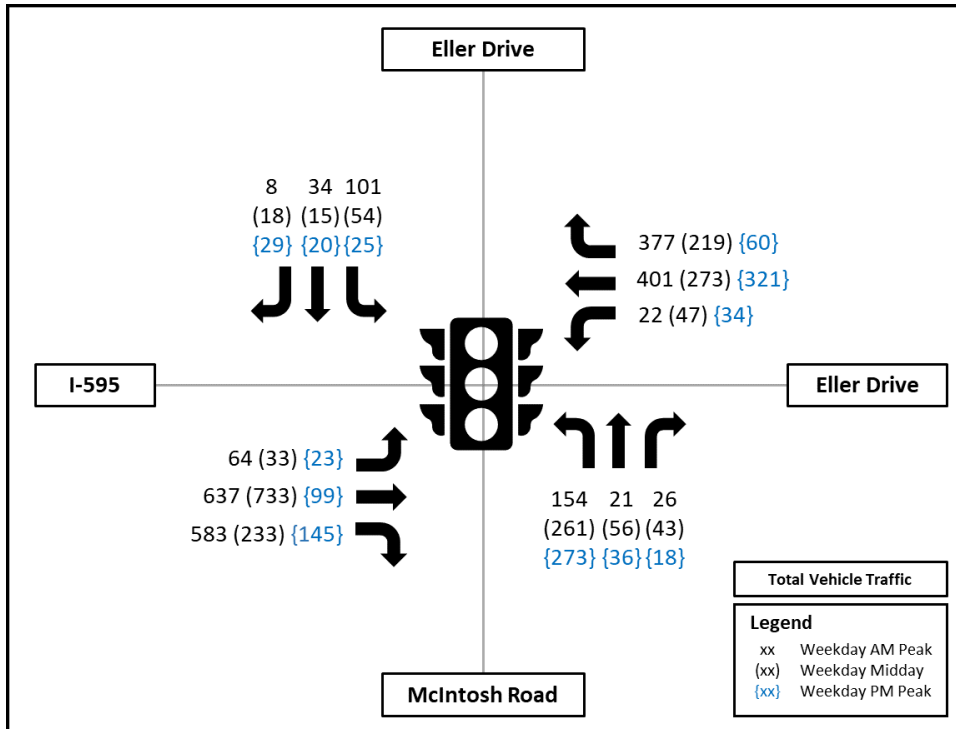 Eller Drive
8 34 101
(18) (15) (54)
{29} {20} {25}
377 (219) {60}
401 (273) {321}
22 (47) {34}
I-595
Eller Drive
64 (33) {23}
637 (733) {99}
583 (233) {145}
154 21 26
(261) (56) (43)
{273} {36} {18}
Total Vehicle Traffic
Legend
xx Weekday AM Peak
(xx) Weekday Midday
{xx} Weekday PM Peak
McIntosh Road